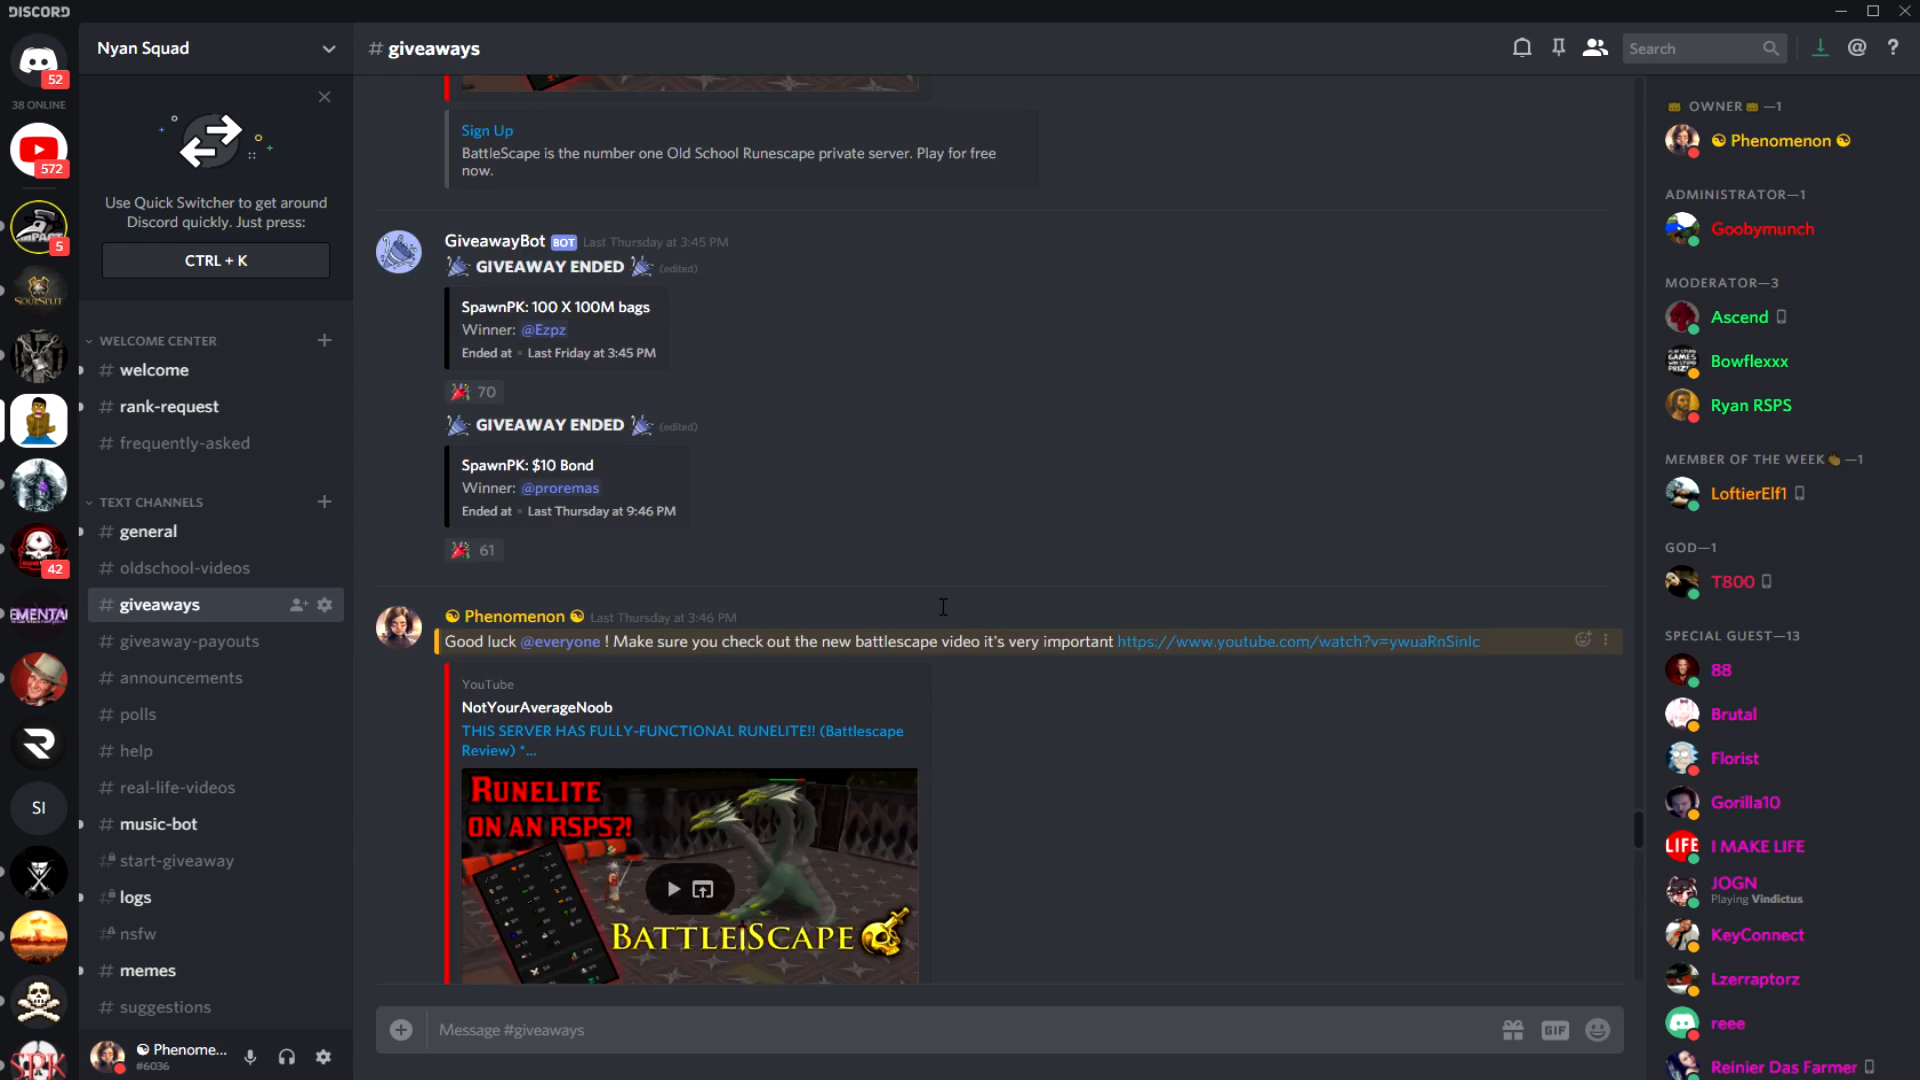 DISCORD
Nyan Squad
# giveaways
Search
52
38 ONLINE
572
5
IMPACT
SOULSPLIT
42
EMENTAL
SI
Use Quick Switcher to get around
Discord quickly. Just press:
CTRL + K
WELCOME CENTER
# welcome
# rank-request
# frequently-asked
TEXT CHANNELS
# general
# oldschool-videos
# giveaways
# giveaway-payouts
# announcements
# polls
# help
# real-life-videos
# music-bot
# start-giveaway
# logs
# nsfw
# memes
# suggestions
Phenome...
#6036
Sign Up
BattleScape is the number one Old School Runescape private server. Play for free
now.
GiveawayBot BOT Last Thursday at 3:45 PM
GIVEAWAY ENDED (edited)
SpawnPK: 100 X 100M bags
Winner: @Ezpz
Ended at • Last Friday at 3:45 PM
70
GIVEAWAY ENDED (edited)
SpawnPK: $10 Bond
Winner: @proremas
Ended at • Last Thursday at 9:46 PM
61
Phenomenon Last Thursday at 3:46 PM
Good luck @everyone ! Make sure you check out the new battlescape video it's very important https://www.youtube.com/watch?v=ywuaRnSinIc
YouTube
NotYourAverageNoob
THIS SERVER HAS FULLY-FUNCTIONAL RUNELITE!! (Battlescape
Review) *...
RUNELITE
ON AN RSPS?!
BATTLESCAPE
Message #giveaways
GIF
OWNER —1
Phenomenon
ADMINISTRATOR—1
Goobymunch
MODERATOR—3
Ascend
Bowflexxx
Ryan RSPS
MEMBER OF THE WEEK —1
LoftierElf1
GOD—1
T800
SPECIAL GUEST—13
88
Brutal
Florist
Gorilla10
LIFE
I MAKE LIFE
JOGN
Playing Vindictus
KeyConnect
Lzerraptorz
reee
Reinier Das Farmer